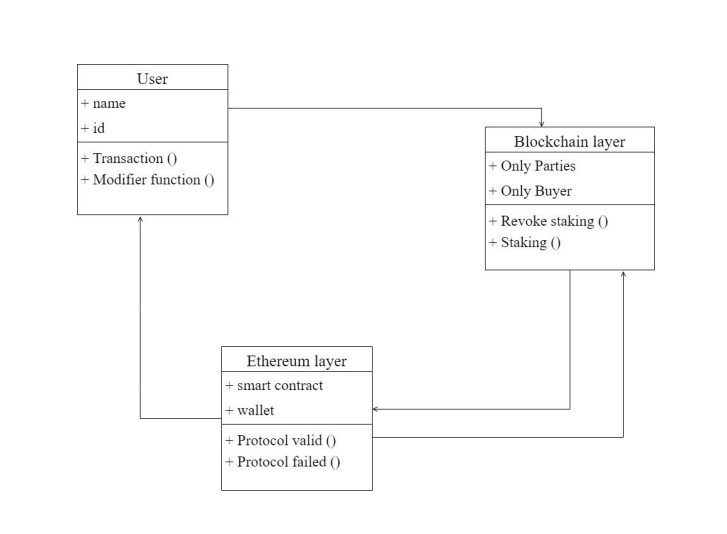 User
+ name
+ id
+ Transaction ()
+ Modifier function ()
Blockchain layer
+ Only Parties
+ Only Buyer
+ Revoke staking ()
+ Staking ()
Ethereum layer
+ smart contract
+ wallet
+ Protocol valid ()
+ Protocol failed ()